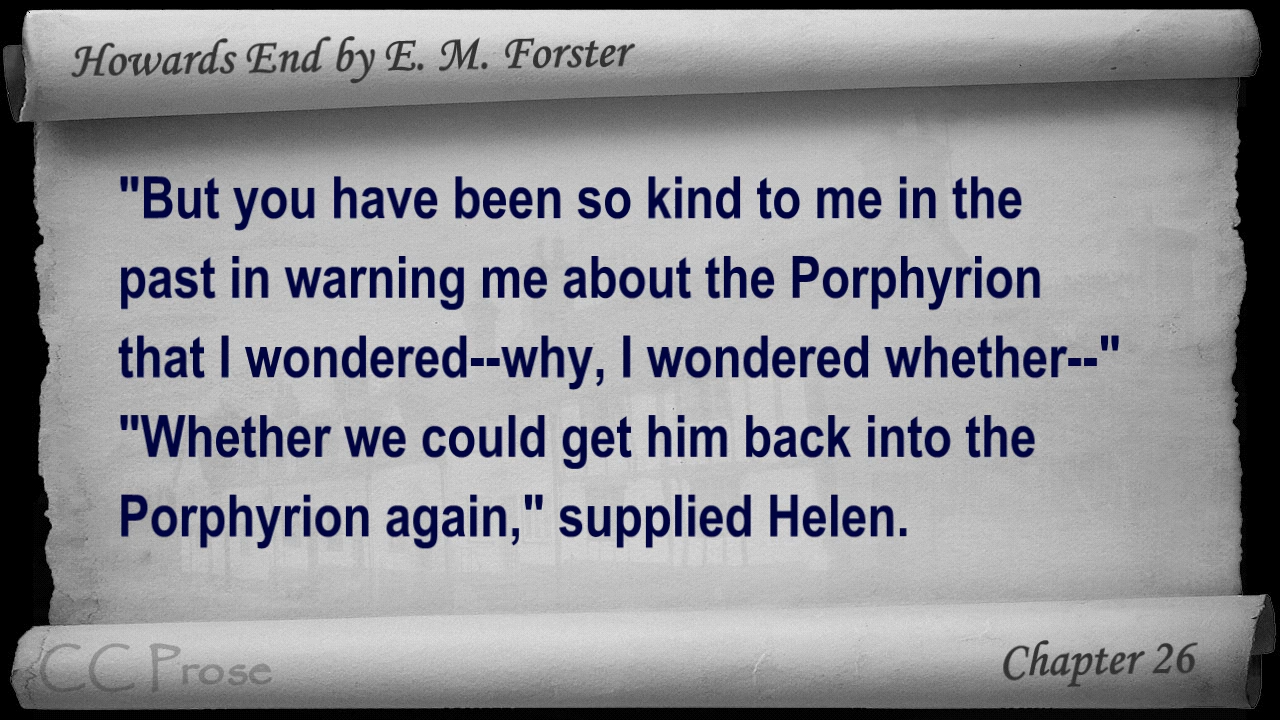 Howards End by E. M. Forster
"But you have been so kind to me in the
past in warning me about the Porphyrion
that I wondered--why, I wondered whether--"
"Whether we could get him back into the
Porphyrion again," supplied Helen.
CC Prose
Chapter 26